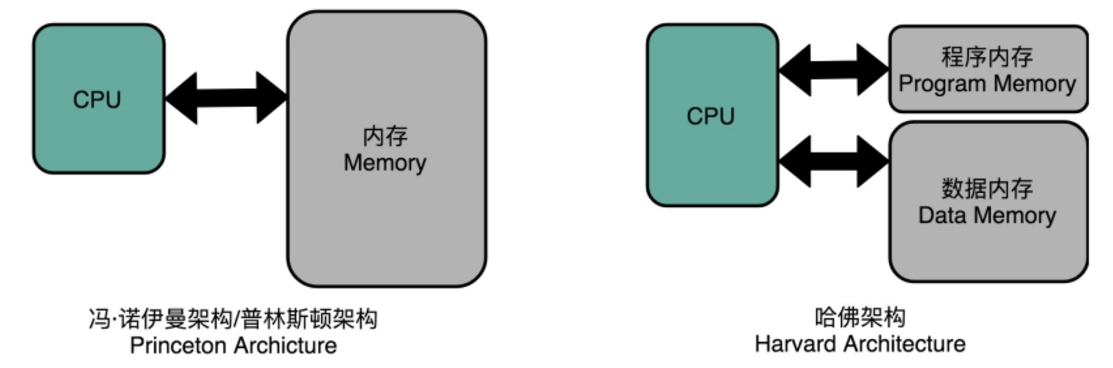 CPU
内存
Memory
冯·诺伊曼架构/普林斯顿架构
Princeton Archicture
CPU
程序内存
Program Memory
数据内存
Data Memory
哈佛架构
Harvard Architecture